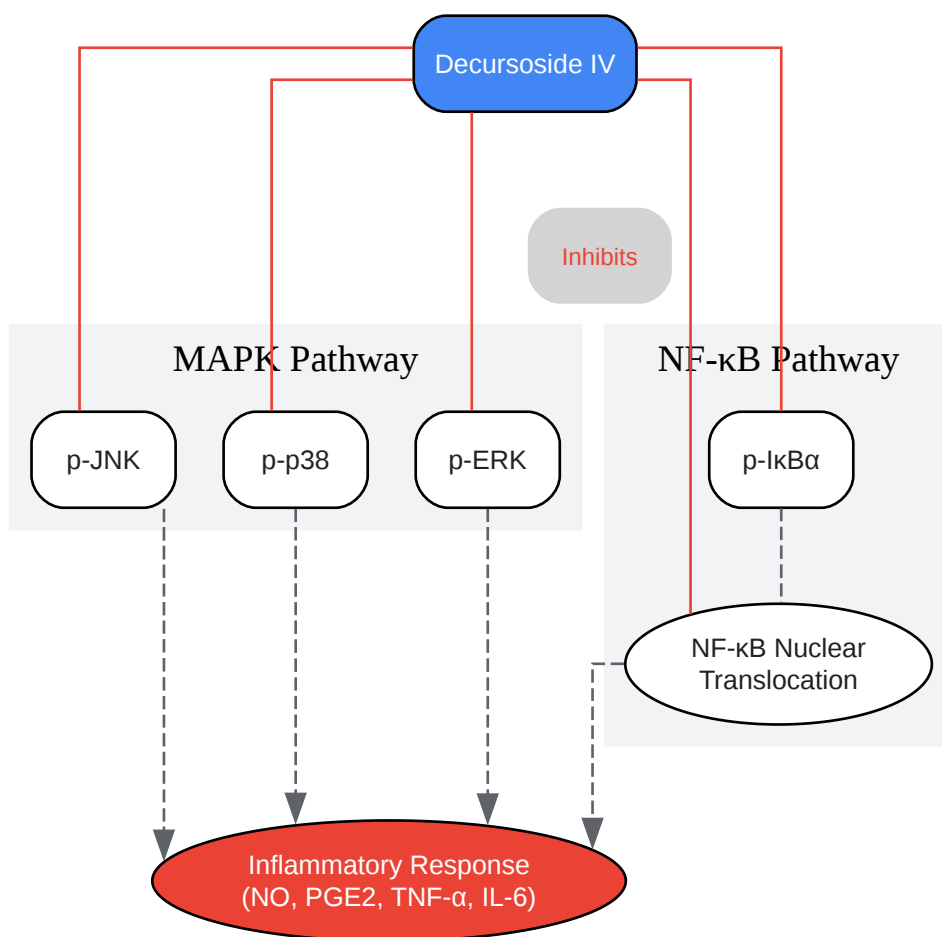 Decursoside IV
Inhibits
MAPK Pathway
NF-κB Pathway
p-JNK
p-p38
p-ERK
p-IκBα
NF-κB Nuclear
Translocation
Inflammatory Response
(NO, PGE2, TNF-α, IL-6)